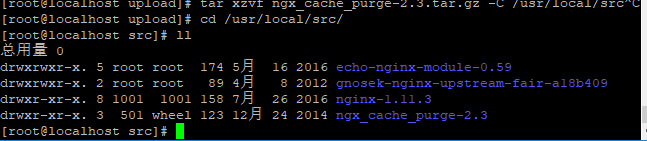 [root@localhost upload]# tar xzvf ngx_cache_purge-2.3.tar.gz -C /usr/local/src^C
[root@localhost upload]# cd /usr/local/src/
[root@localhost src]# ll
总用量 0
drwxrwxr-x. 5 root root  174 5月  16 2016 echo-nginx-module-0.59
drwxrwxr-x. 2 root root   89 4月   8 2012 gnosek-nginx-upstream-fair-a18b409
drwxr-xr-x. 8 1001  1001 158 7月  26 2016 nginx-1.11.3
drwxr-xr-x. 3  501 wheel 123 12月 24 2014 ngx_cache_purge-2.3
[root@localhost src]#